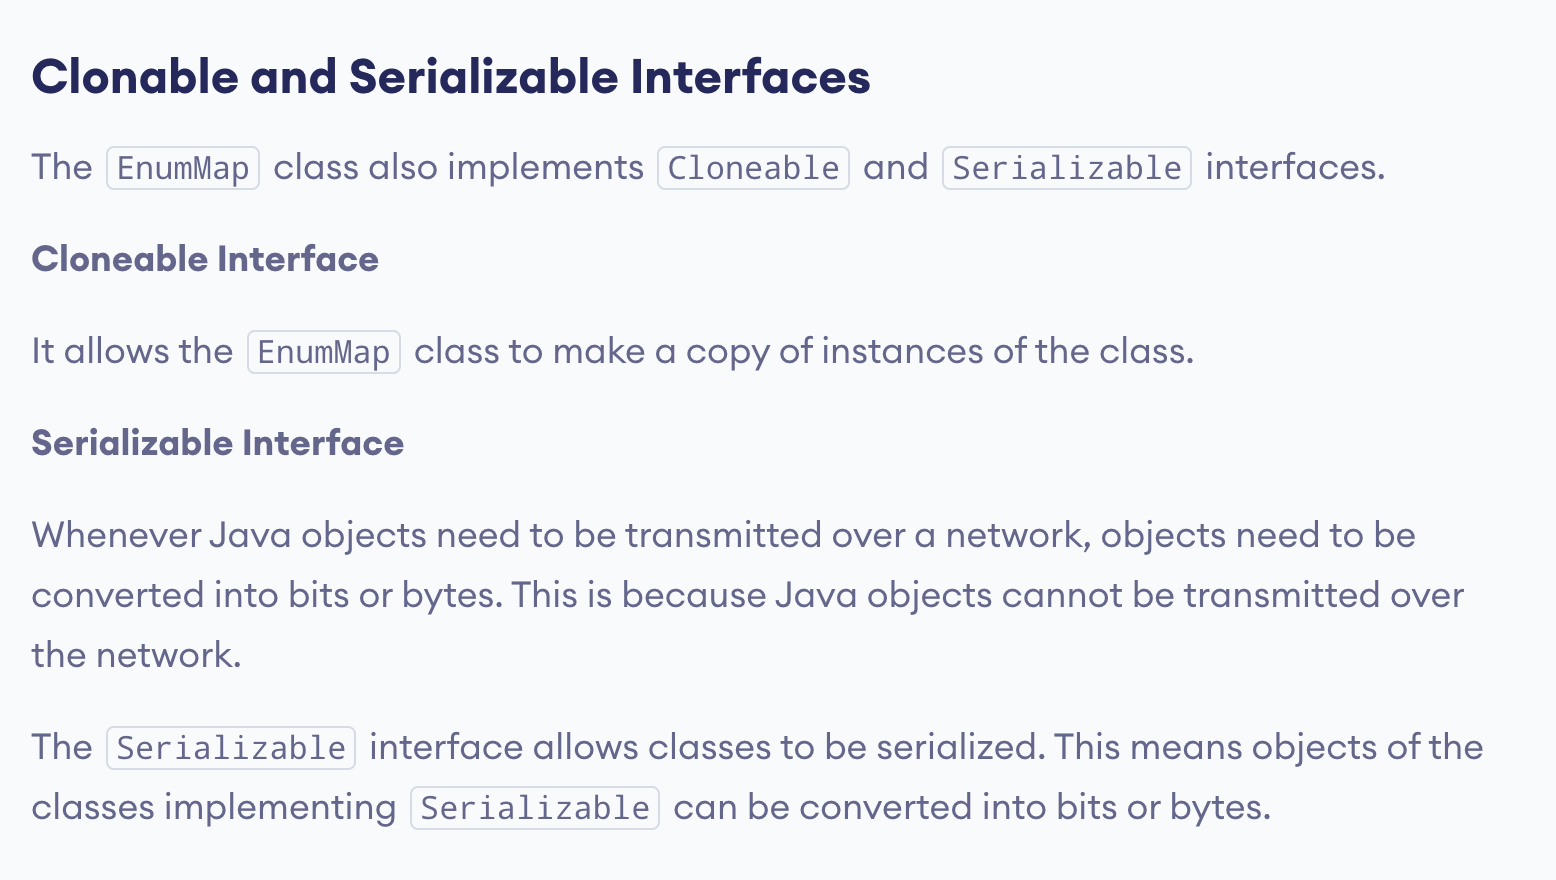 Clonable and Serializable Interfaces
The EnumMap class also implements Cloneable and Serializable interfaces.
Cloneable Interface
It allows the EnumMap class to make a copy of instances of the class.
Serializable Interface
Whenever Java objects need to be transmitted over a network, objects need to be
converted into bits or bytes. This is because Java objects cannot be transmitted over
the network.
The Serializable interface allows classes to be serialized. This means objects of the
classes implementing Serializable can be converted into bits or bytes.